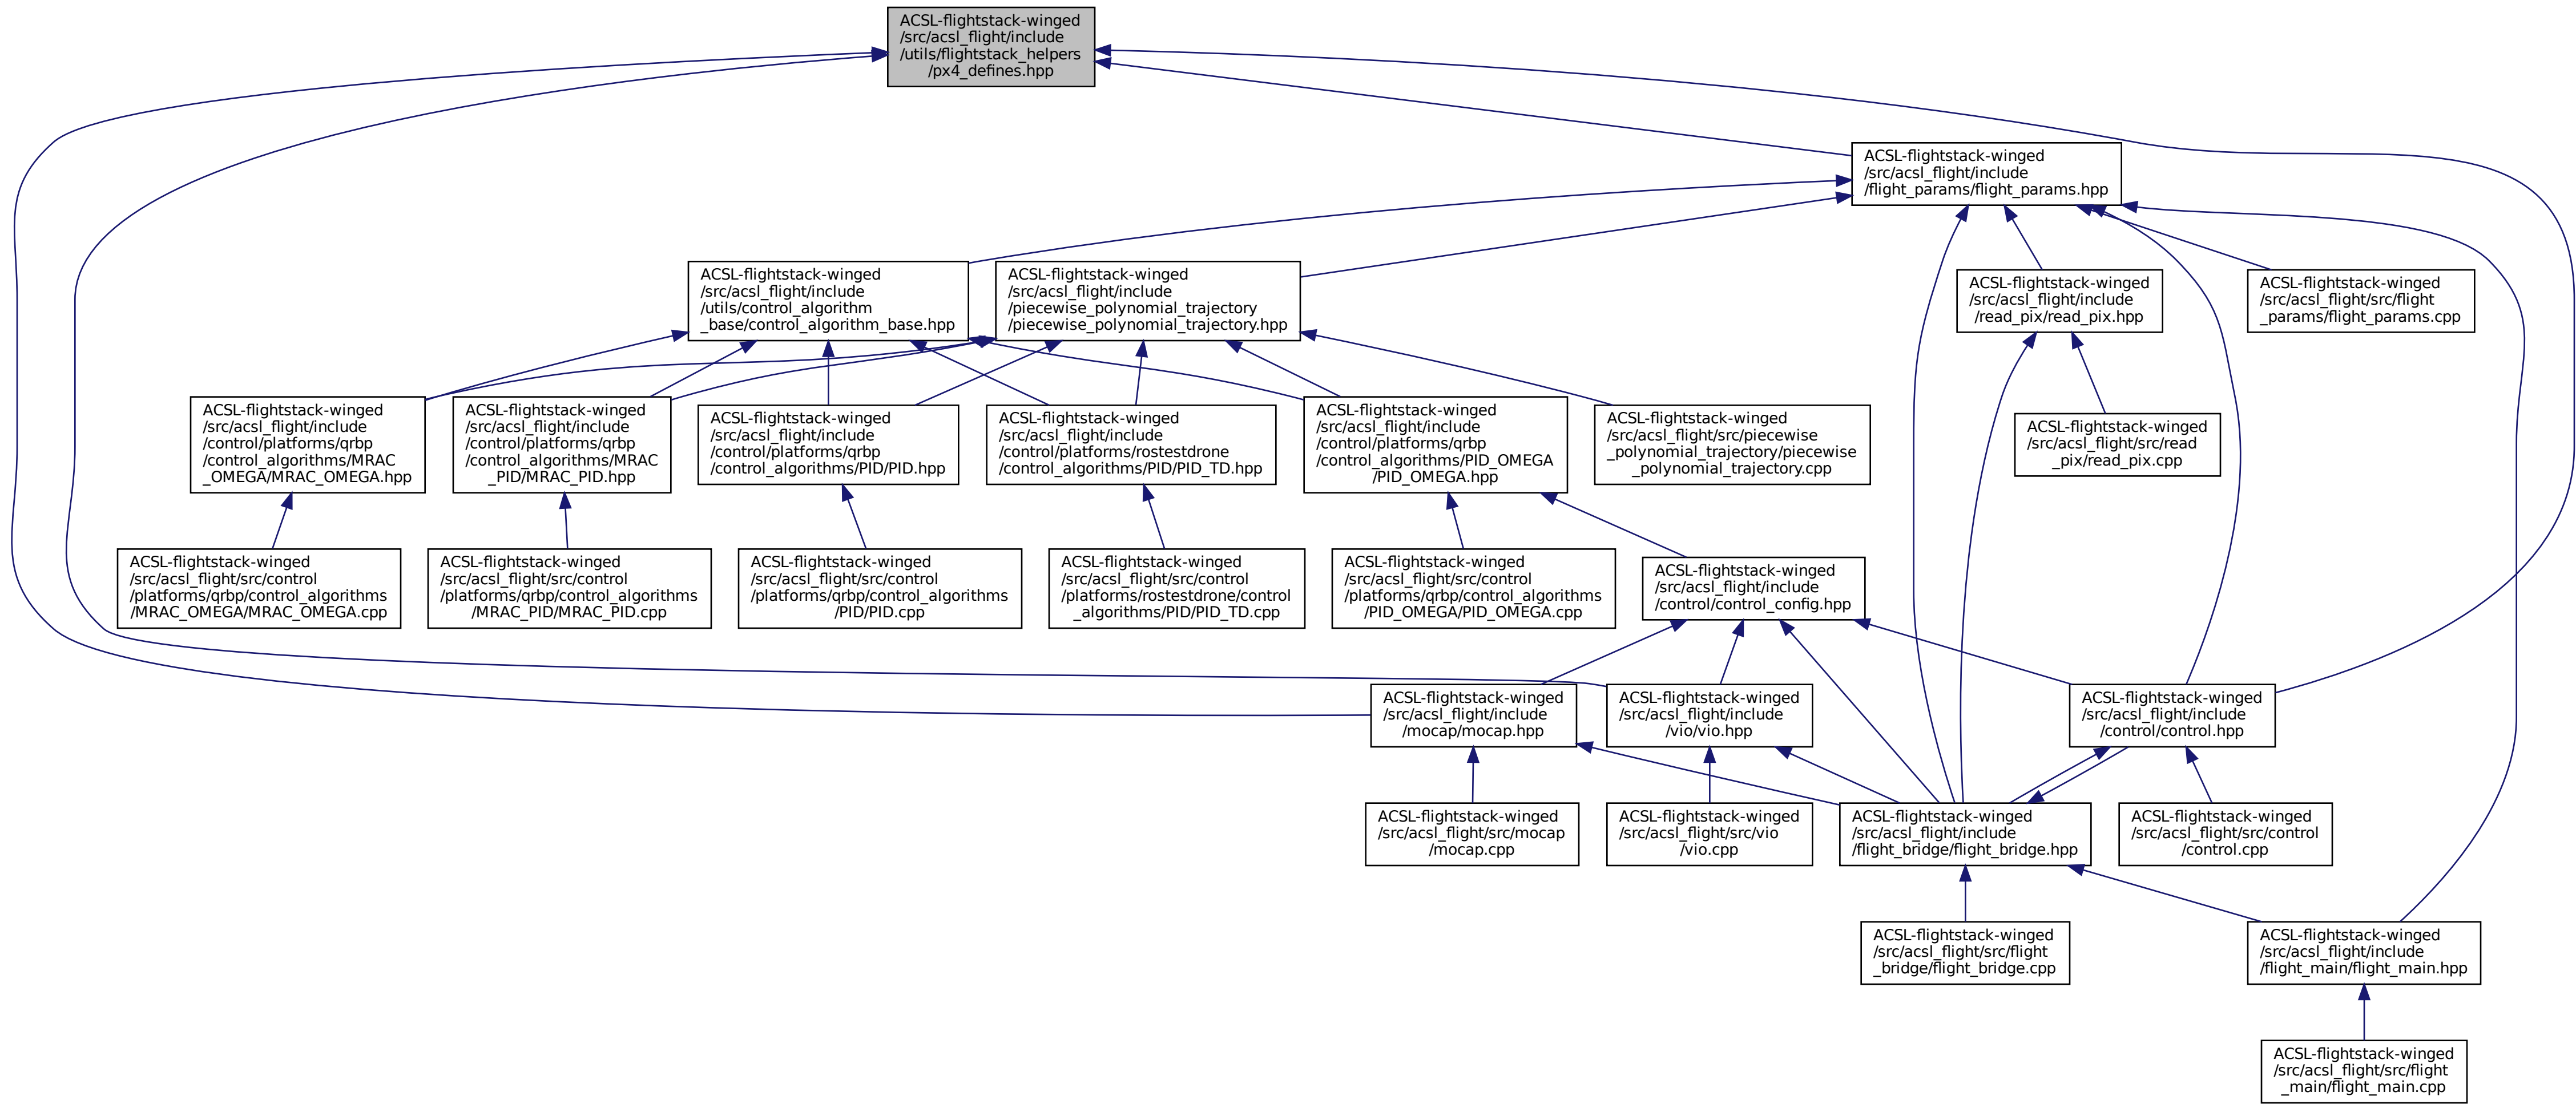 ACSL-flightstack-winged
/src/acsl_flight/include
/utils/flightstack_helpers
/px4_defines.hpp
ACSL-flightstack-winged
/src/acsl_flight/include
/flight_params/flight_params.hpp
ACSL-flightstack-winged
/src/acsl_flight/include
/utils/control_algorithm
_base/control_algorithm_base.hpp
ACSL-flightstack-winged
/src/acsl_flight/include
/piecewise_polynomial_trajectory
/piecewise_polynomial_trajectory.hpp
ACSL-flightstack-winged
/src/acsl_flight/include
/read_pix/read_pix.hpp
ACSL-flightstack-winged
/src/acsl_flight/src/flight
_params/flight_params.cpp
ACSL-flightstack-winged
/src/acsl_flight/include
/control/platforms/qrbp
/control_algorithms/MRAC
_OMEGA/MRAC_OMEGA.hpp
ACSL-flightstack-winged
/src/acsl_flight/include
/control/platforms/qrbp
/control_algorithms/MRAC
_PID/MRAC_PID.hpp
ACSL-flightstack-winged
/src/acsl_flight/include
/control/platforms/qrbp
/control_algorithms/PID/PID.hpp
ACSL-flightstack-winged
/src/acsl_flight/include
/control/platforms/rostestdrone
/control_algorithms/PID/PID_TD.hpp
ACSL-flightstack-winged
/src/acsl_flight/include
/control/platforms/qrbp
/control_algorithms/PID_OMEGA
/PID_OMEGA.hpp
ACSL-flightstack-winged
/src/acsl_flight/src/piecewise
_polynomial_trajectory/piecewise
_polynomial_trajectory.cpp
ACSL-flightstack-winged
/src/acsl_flight/src/read
_pix/read_pix.cpp
ACSL-flightstack-winged
/src/acsl_flight/src/control
/platforms/qrbp/control_algorithms
/MRAC_OMEGA/MRAC_OMEGA.cpp
ACSL-flightstack-winged
/src/acsl_flight/src/control
/platforms/qrbp/control_algorithms
/MRAC_PID/MRAC_PID.cpp
ACSL-flightstack-winged
/src/acsl_flight/src/control
/platforms/qrbp/control_algorithms
/PID/PID.cpp
ACSL-flightstack-winged
/src/acsl_flight/src/control
/platforms/rostestdrone/control
_algorithms/PID/PID_TD.cpp
ACSL-flightstack-winged
/src/acsl_flight/src/control
/platforms/qrbp/control_algorithms
/PID_OMEGA/PID_OMEGA.cpp
ACSL-flightstack-winged
/src/acsl_flight/include
/control/control_config.hpp
ACSL-flightstack-winged
/src/acsl_flight/include
/mocap/mocap.hpp
ACSL-flightstack-winged
/src/acsl_flight/include
/vio/vio.hpp
ACSL-flightstack-winged
/src/acsl_flight/include
/control/control.hpp
ACSL-flightstack-winged
/src/acsl_flight/src/mocap
/mocap.cpp
ACSL-flightstack-winged
/src/acsl_flight/src/vio
/vio.cpp
ACSL-flightstack-winged
/src/acsl_flight/include
/flight_bridge/flight_bridge.hpp
ACSL-flightstack-winged
/src/acsl_flight/src/control
/control.cpp
ACSL-flightstack-winged
/src/acsl_flight/src/flight
_bridge/flight_bridge.cpp
ACSL-flightstack-winged
/src/acsl_flight/include
/flight_main/flight_main.hpp
ACSL-flightstack-winged
/src/acsl_flight/src/flight
_main/flight_main.cpp